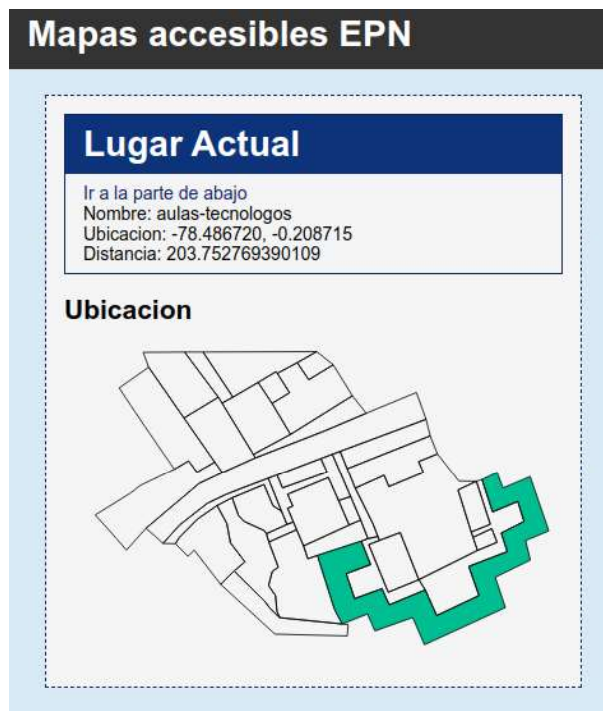 Mapas accesibles EPN
Lugar Actual
Ir a la parte de abajo
Nombre: aulas-tecnologos
Ubicacion: -78.486720, -0.208715
Distancia: 203.752769390109
Ubicacion